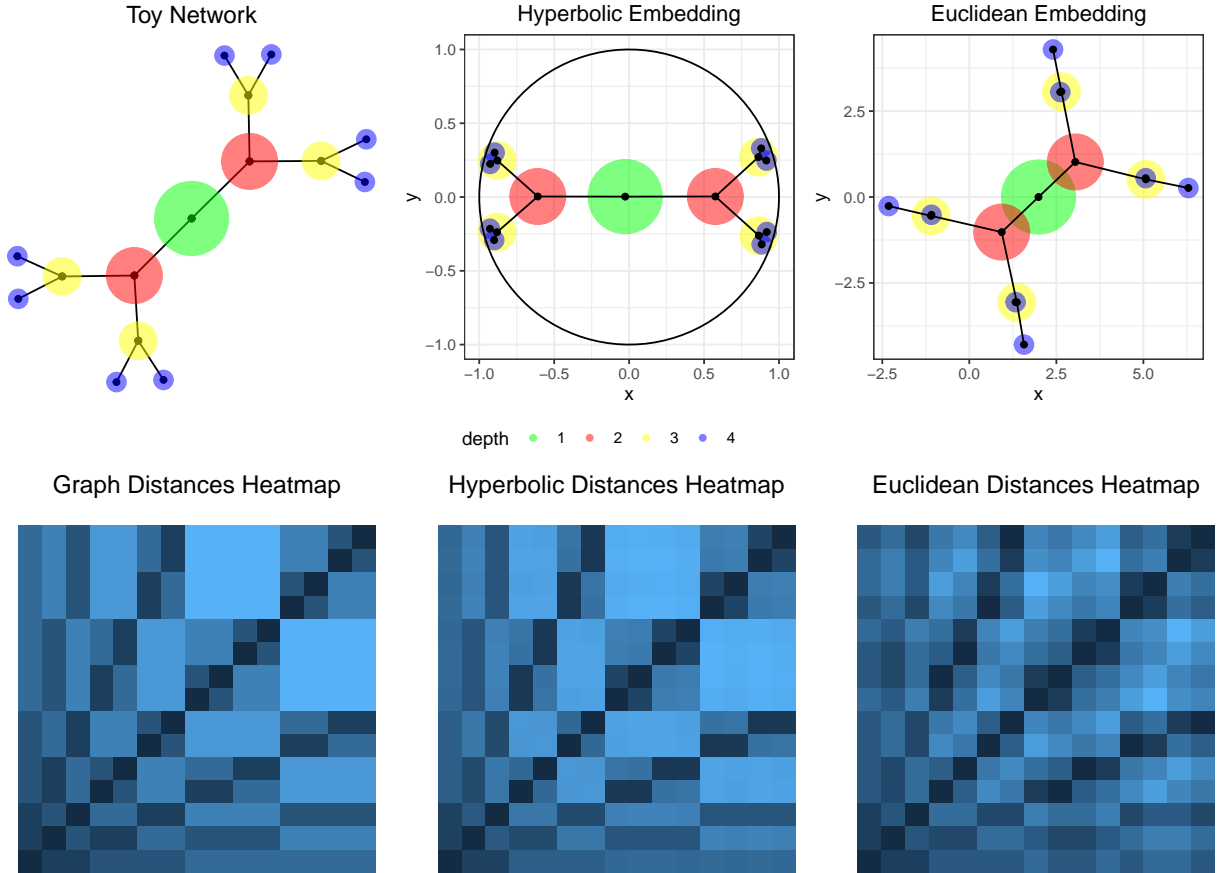 Toy Network
Hyperbolic Embedding
Euclidean Embedding
1.0
0.5
0.0
−0.5
−1.0
y
−1.0 −0.5 0.0 0.5 1.0
x
2.5
0.0
−2.5
y
−2.5 0.0 2.5 5.0
x
depth 1 2 3 4
Graph Distances Heatmap
Hyperbolic Distances Heatmap
Euclidean Distances Heatmap